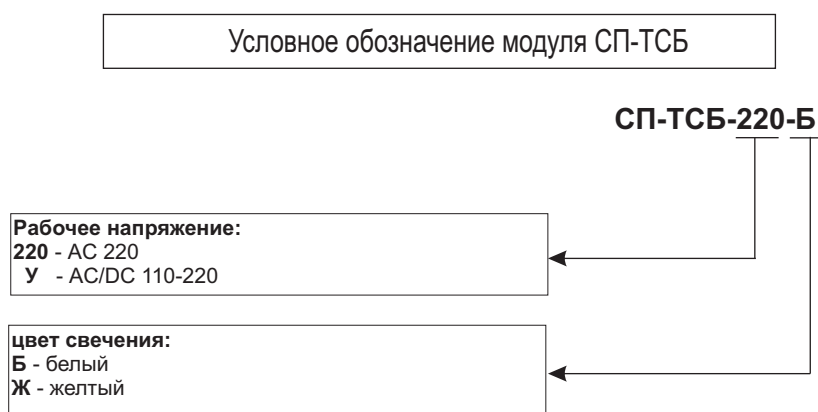 Условное обозначение модуля СП-ТСБ
СП-ТСБ-220-Б
Рабочее напряжение:
220 - AC 220
У - AC/DC 110-220
цвет свечения:
Б - белый
Ж - желтый